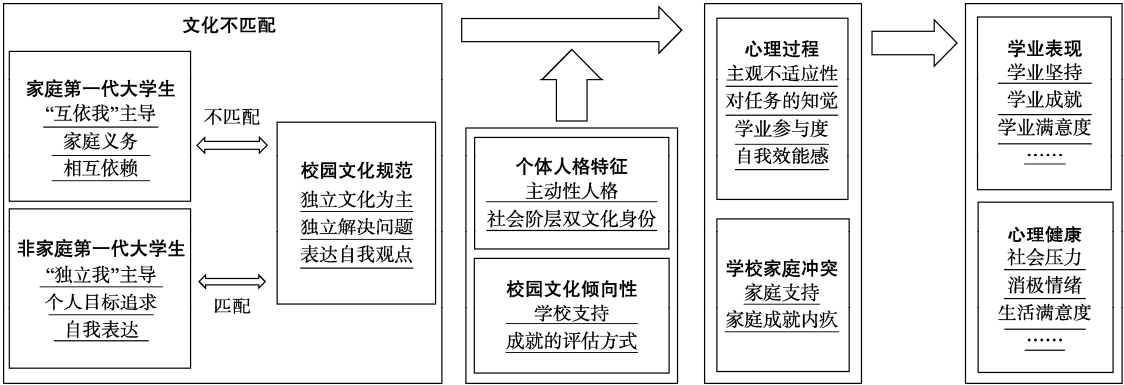 文化不匹配
家庭第一代大学生
“互依我”主导
家庭义务
相互依赖
非家庭第一代大学生
“独立我”主导
个人目标追求
自我表达
不匹配
匹配
校园文化规范
独立文化为主
独立解决问题
表达自我观点
个体人格特征
主动性人格
社会阶层双文化身份
校园文化倾向性
学校支持
成就的评估方式
心理过程
主观不适应性
对任务的知觉
学业参与度
自我效能感
学校家庭冲突
家庭支持
家庭成就内疚
学业表现
学业坚持
学业成就
学业满意度
……
心理健康
社会压力
消极情绪
生活满意度
……